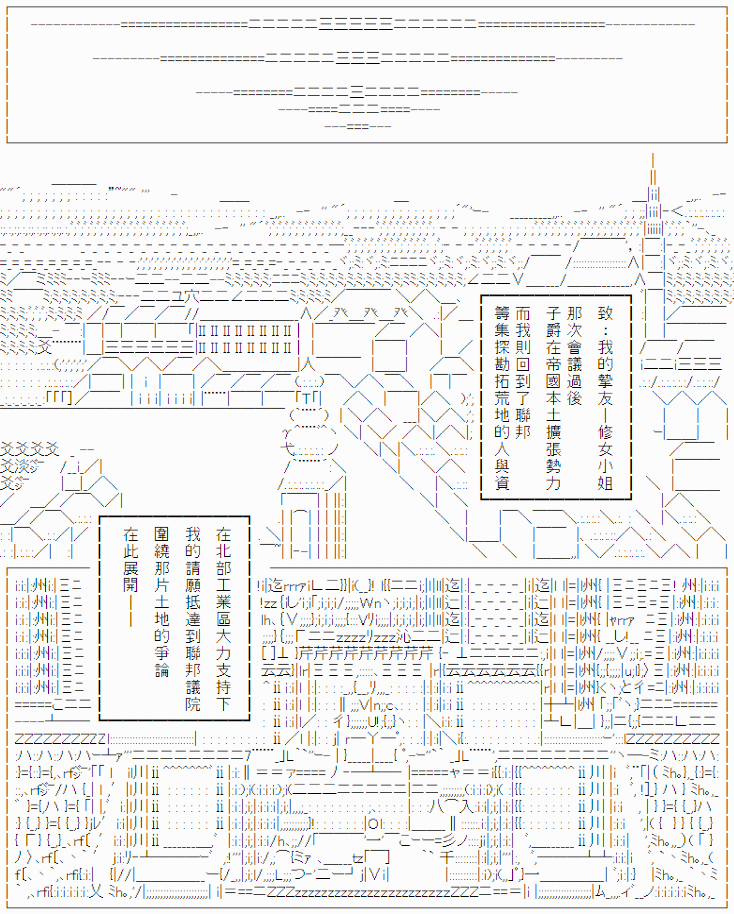 致：我的摯友—修女小姐
那次會議過後
子爵在帝國本土擴張勢力
而我則回到了聯邦
籌集探勘拓荒地的人與資
在北部工業區大力支持下
我的請願抵達到聯邦議院
圍繞那片土地的爭論
在此展開——